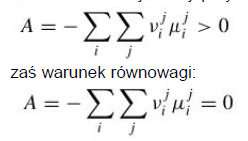 A = −∑_i ∑_j ν_i^j μ_i^j > 0
zaś warunek równowagi:
A = −∑_i ∑_j ν_i^j μ_i^j = 0